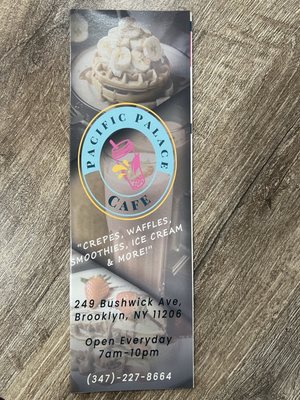 PACIFIC PALACE
CAFE
"CREPES, WAFFLES,
SMOOTHIES, ICE CREAM
& MORE!"
249 Bushwick Ave,
Brooklyn, NY 11206
Open Everyday
7am-10pm
(347)-227-8664